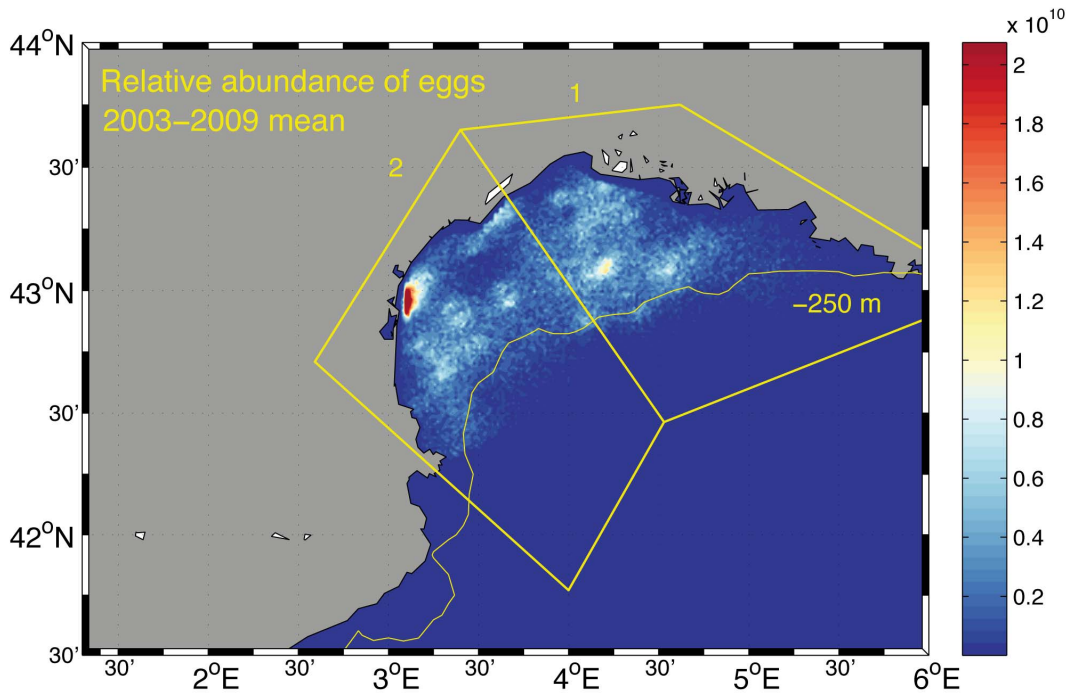 x 10^10
44°N
Relative abundance of eggs
2003–2009 mean
1
2
30'
43°N
−250 m
30'
42°N
30'
30'
2°E
30'
3°E
30'
4°E
30'
5°E
30'
6°E
2
1.8
1.6
1.4
1.2
1
0.8
0.6
0.4
0.2